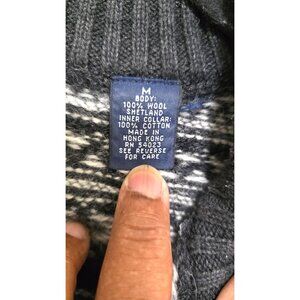 M
BODY:
100% WOOL
SHETLAND
INNER COLLAR:
100% COTTON
MADE IN
HONG KONG
RN 54023
SEE REVERSE
FOR CARE